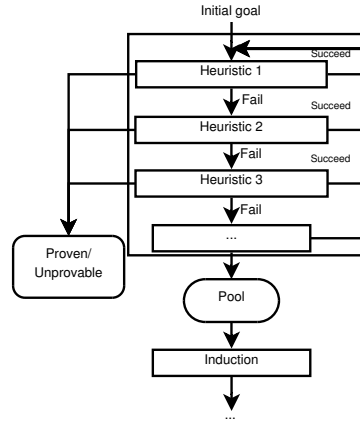 Initial goal
Succeed
Heuristic 1
Fail
Succeed
Heuristic 2
Fail
Succeed
Heuristic 3
Fail
...
Proven/
Unprovable
Pool
Induction
...